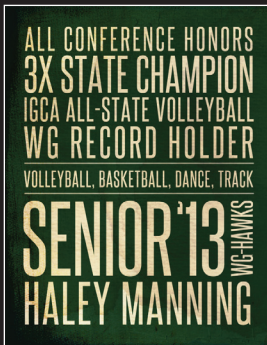 ALL CONFERENCE HONORS
3X STATE CHAMPION
IGCA ALL-STATE VOLLEYBALL
WG RECORD HOLDER
VOLLEYBALL, BASKETBALL, DANCE, TRACK
SENIOR '13
WG-HAWKS
HALEY MANNING